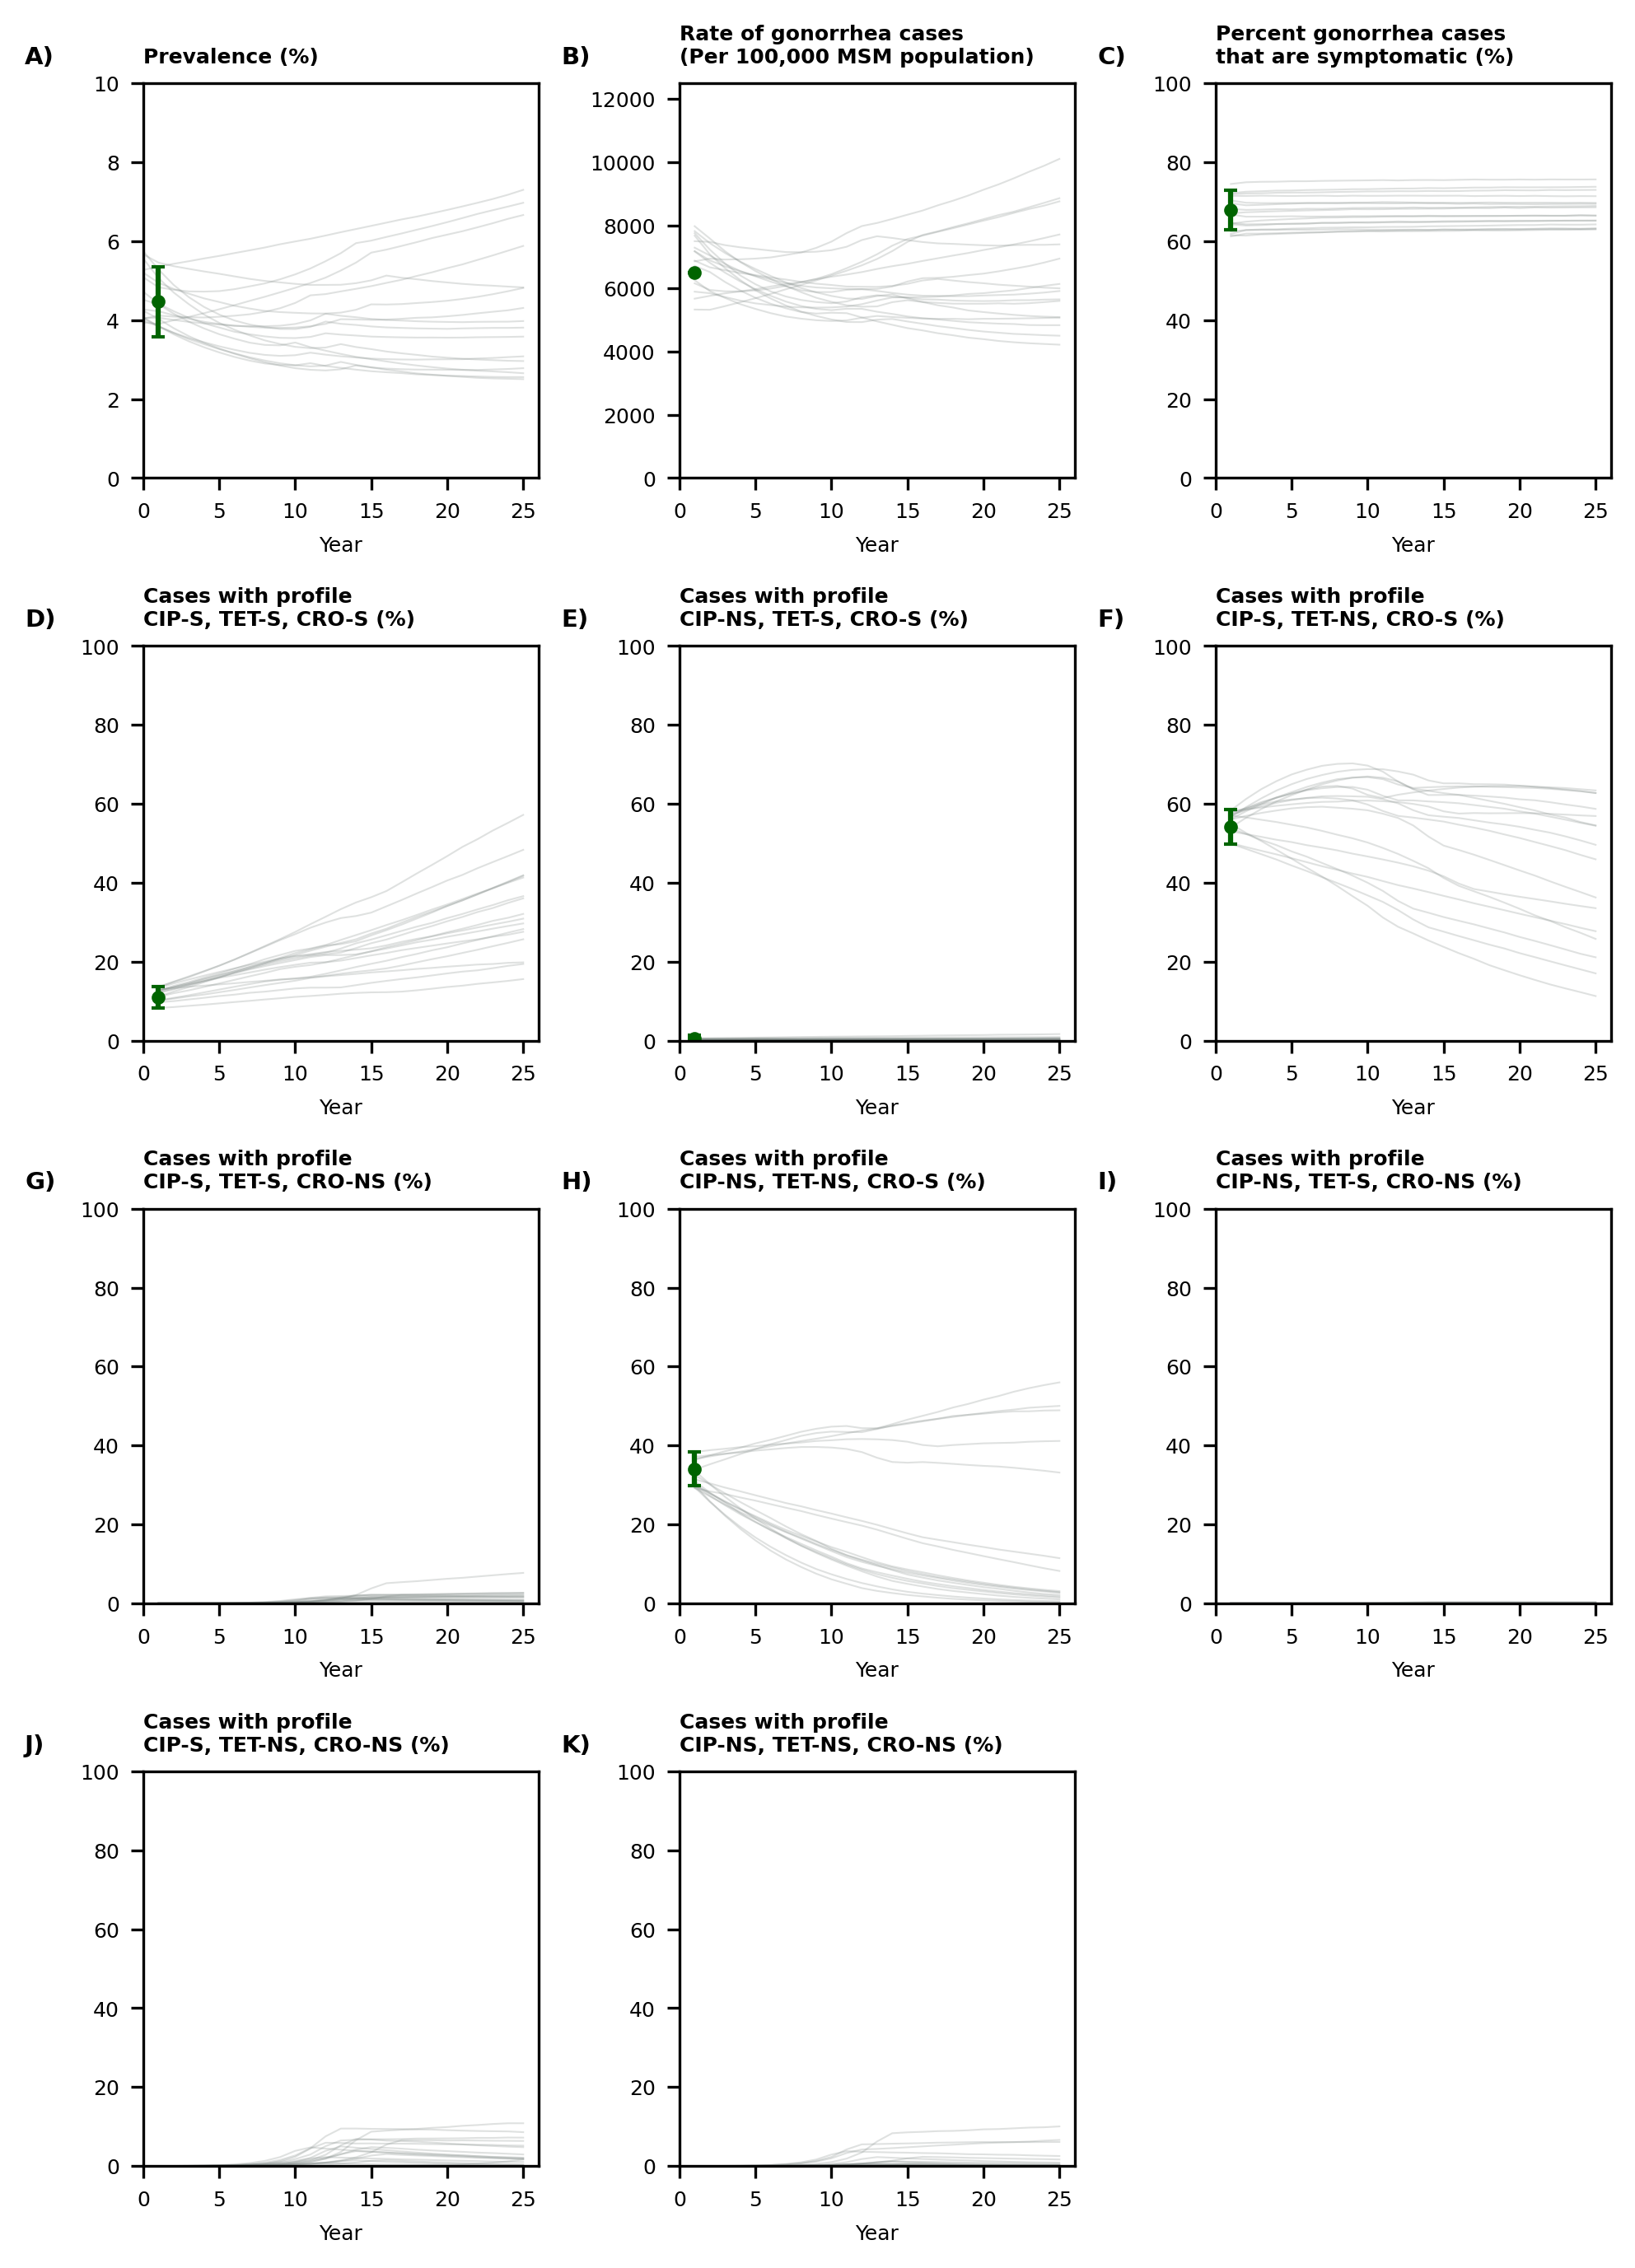 A)
Prevalence (%)
10
8
6
4
2
0
0 5 10 15 20 25
Year
B)
Rate of gonorrhea cases
(Per 100,000 MSM population)
12000
10000
8000
6000
4000
2000
0
0 5 10 15 20 25
Year
C)
Percent gonorrhea cases
that are symptomatic (%)
100
80
60
40
20
0
0 5 10 15 20 25
Year
D)
Cases with profile
CIP-S, TET-S, CRO-S (%)
100
80
60
40
20
0
0 5 10 15 20 25
Year
E)
Cases with profile
CIP-NS, TET-S, CRO-S (%)
100
80
60
40
20
0
0 5 10 15 20 25
Year
F)
Cases with profile
CIP-S, TET-NS, CRO-S (%)
100
80
60
40
20
0
0 5 10 15 20 25
Year
G)
Cases with profile
CIP-S, TET-S, CRO-NS (%)
100
80
60
40
20
0
0 5 10 15 20 25
Year
H)
Cases with profile
CIP-NS, TET-NS, CRO-S (%)
100
80
60
40
20
0
0 5 10 15 20 25
Year
I)
Cases with profile
CIP-NS, TET-S, CRO-NS (%)
100
80
60
40
20
0
0 5 10 15 20 25
Year
J)
Cases with profile
CIP-S, TET-NS, CRO-NS (%)
100
80
60
40
20
0
0 5 10 15 20 25
Year
K)
Cases with profile
CIP-NS, TET-NS, CRO-NS (%)
100
80
60
40
20
0
0 5 10 15 20 25
Year